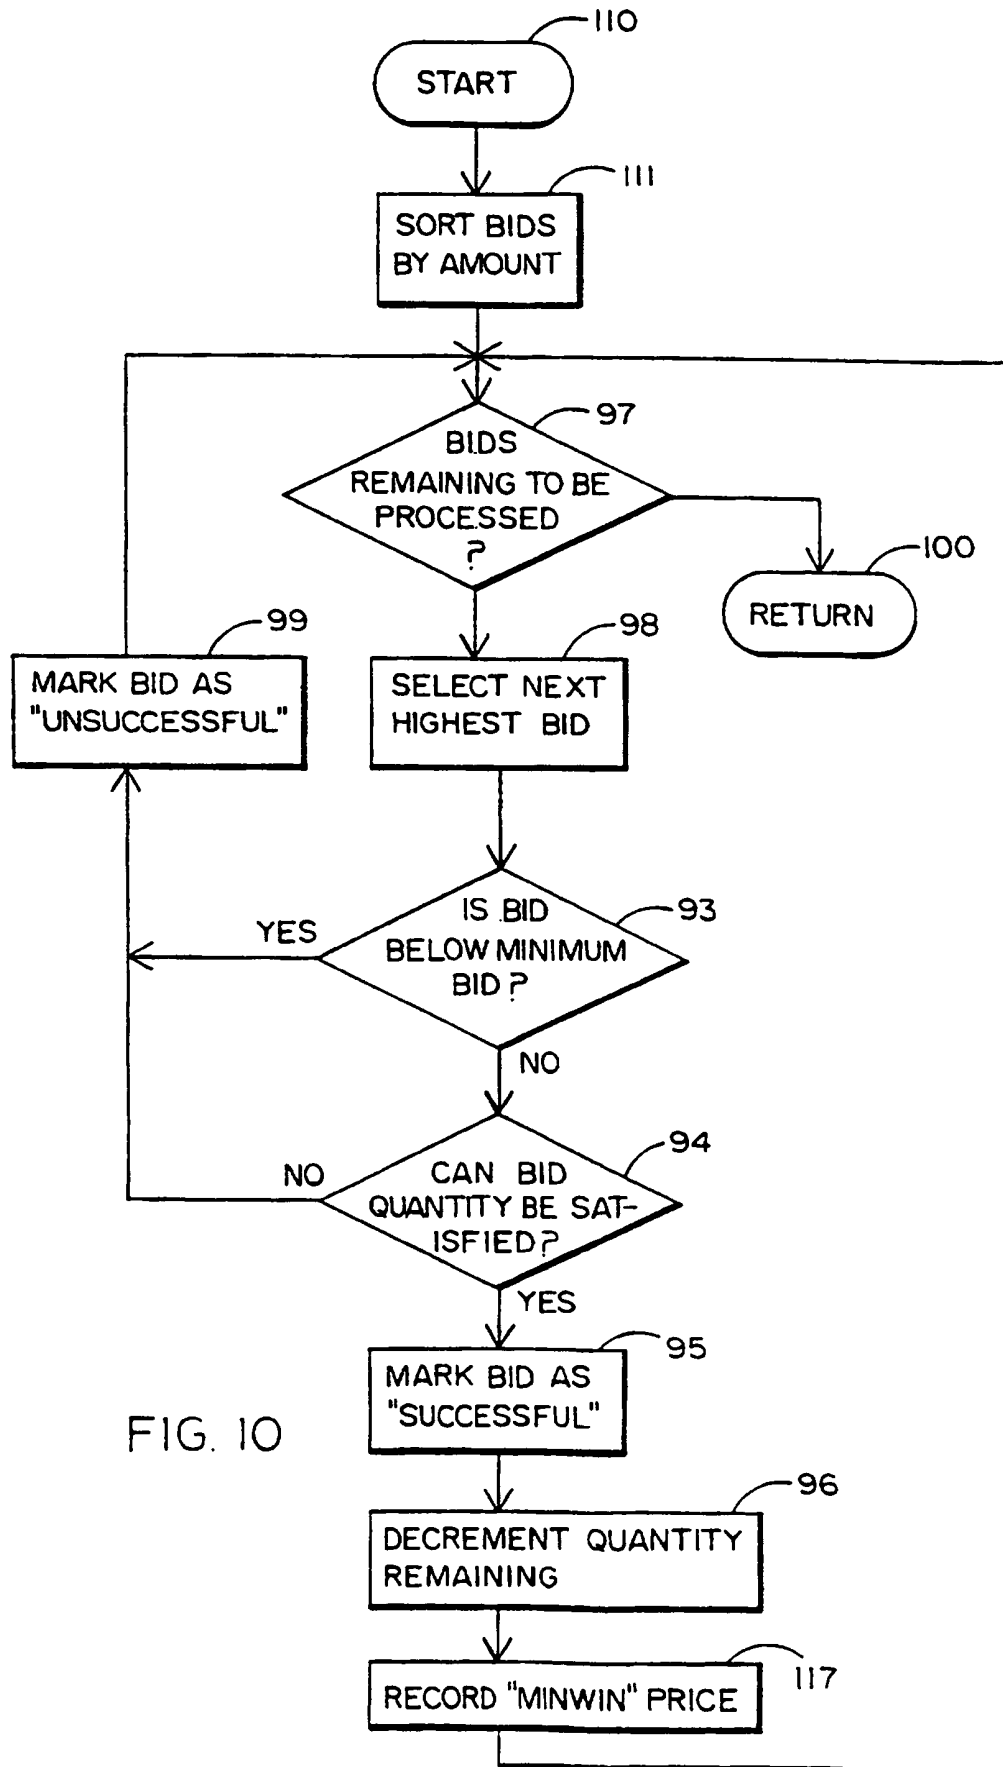 110
START
111
SORT BIDS
BY AMOUNT
97
BIDS
REMAINING TO BE
PROCESSED
?
100
RETURN
99
MARK BID AS
"UNSUCCESSFUL"
98
SELECT NEXT
HIGHEST BID
93
IS BID
BELOW MINIMUM
BID?
YES
NO
94
CAN BID
QUANTITY BE SAT-
ISFIED?
NO
YES
95
MARK BID AS
"SUCCESSFUL"
FIG. 10
96
DECREMENT QUANTITY
REMAINING
117
RECORD "MINWIN" PRICE